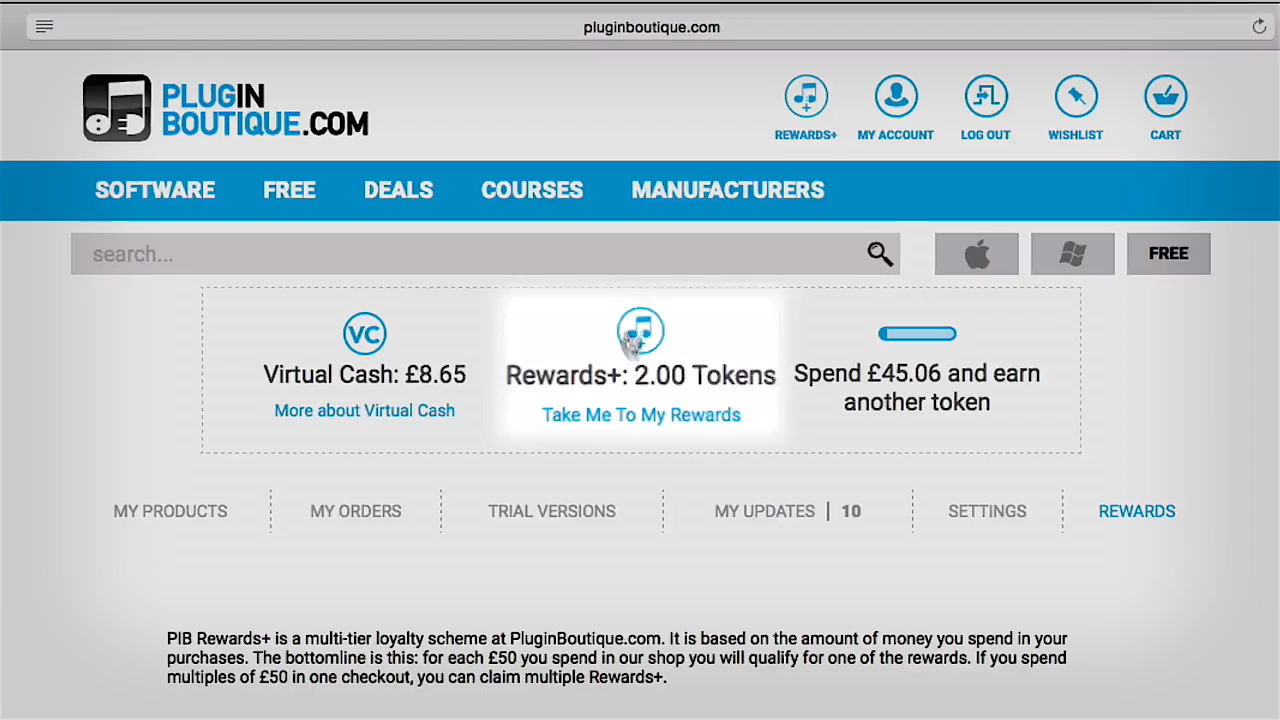 pluginboutique.com
PLUGIN
BOUTIQUE.COM
REWARDS+ MY ACCOUNT LOG OUT WISHLIST CART
SOFTWARE FREE DEALS COURSES MANUFACTURERS
search... FREE
VC
Virtual Cash: £8.65
More about Virtual Cash
Rewards+: 2.00 Tokens
Take Me To My Rewards
Spend £45.06 and earn
another token
MY PRODUCTS MY ORDERS TRIAL VERSIONS MY UPDATES | 10 SETTINGS REWARDS
PIB Rewards+ is a multi-tier loyalty scheme at PluginBoutique.com. It is based on the amount of money you spend in your
purchases. The bottomline is this: for each £50 you spend in our shop you will qualify for one of the rewards. If you spend
multiples of £50 in one checkout, you can claim multiple Rewards+.